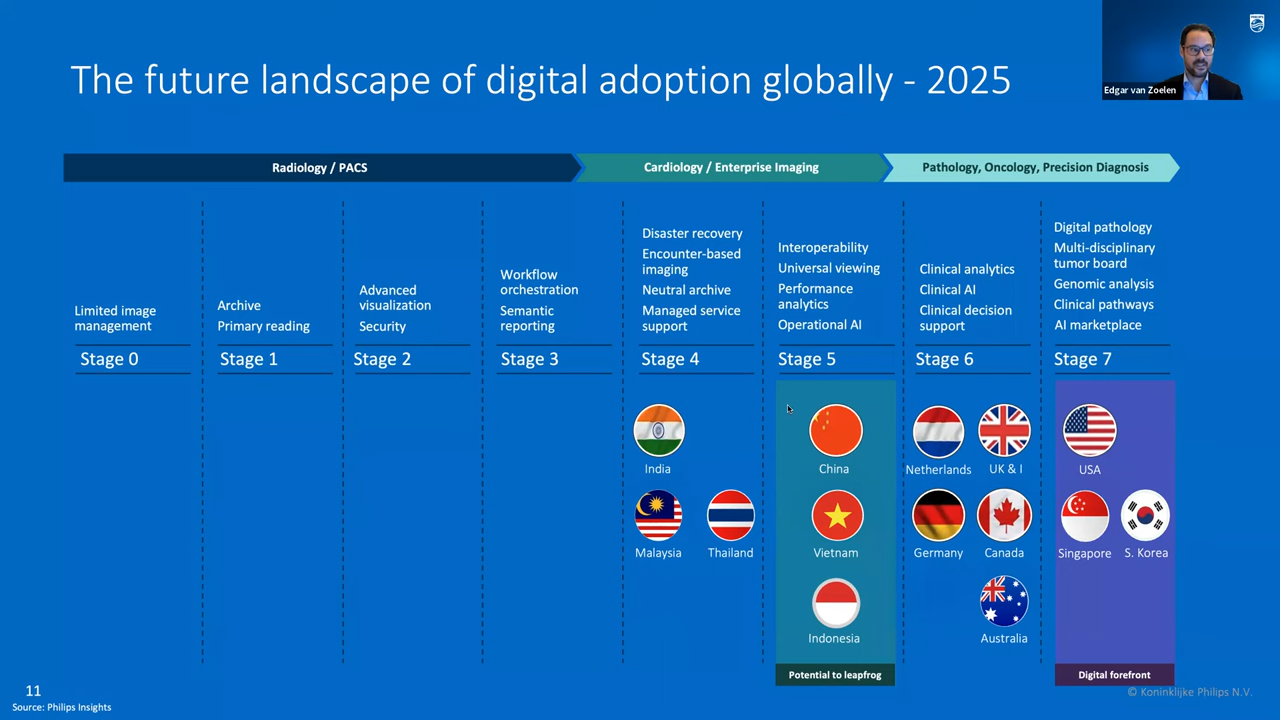 The future landscape of digital adoption globally - 2025
Edgar van Zoelen
Radiology / PACS
Cardiology / Enterprise Imaging
Pathology, Oncology, Precision Diagnosis
Limited image
management
Stage 0
Archive
Primary reading
Stage 1
Advanced
visualization
Security
Stage 2
Workflow
orchestration
Semantic
reporting
Stage 3
Disaster recovery
Encounter-based
imaging
Neutral archive
Managed service
support
Stage 4
Interoperability
Universal viewing
Performance
analytics
Operational AI
Stage 5
Clinical analytics
Clinical AI
Clinical decision
support
Stage 6
Digital pathology
Multi-disciplinary
tumor board
Genomic analysis
Clinical pathways
AI marketplace
Stage 7
India
Malaysia
Thailand
China
Vietnam
Indonesia
Potential to leapfrog
Netherlands
UK & I
Germany
Canada
Australia
USA
Singapore
S. Korea
Digital forefront
11
Source: Philips Insights
© Koninklijke Philips N.V.